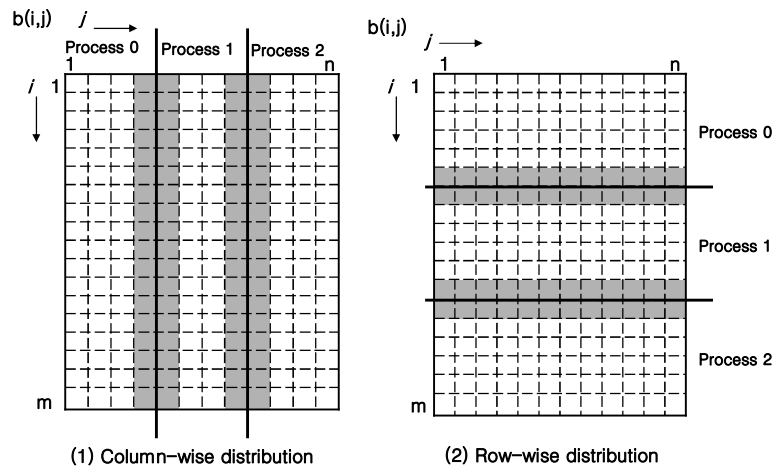 b(i,j)
j
Process 0 Process 1 Process 2
1 n
i 1
m
(1) Column-wise distribution
b(i,j)
j
1 n
i 1
Process 0
Process 1
Process 2
m
(2) Row-wise distribution